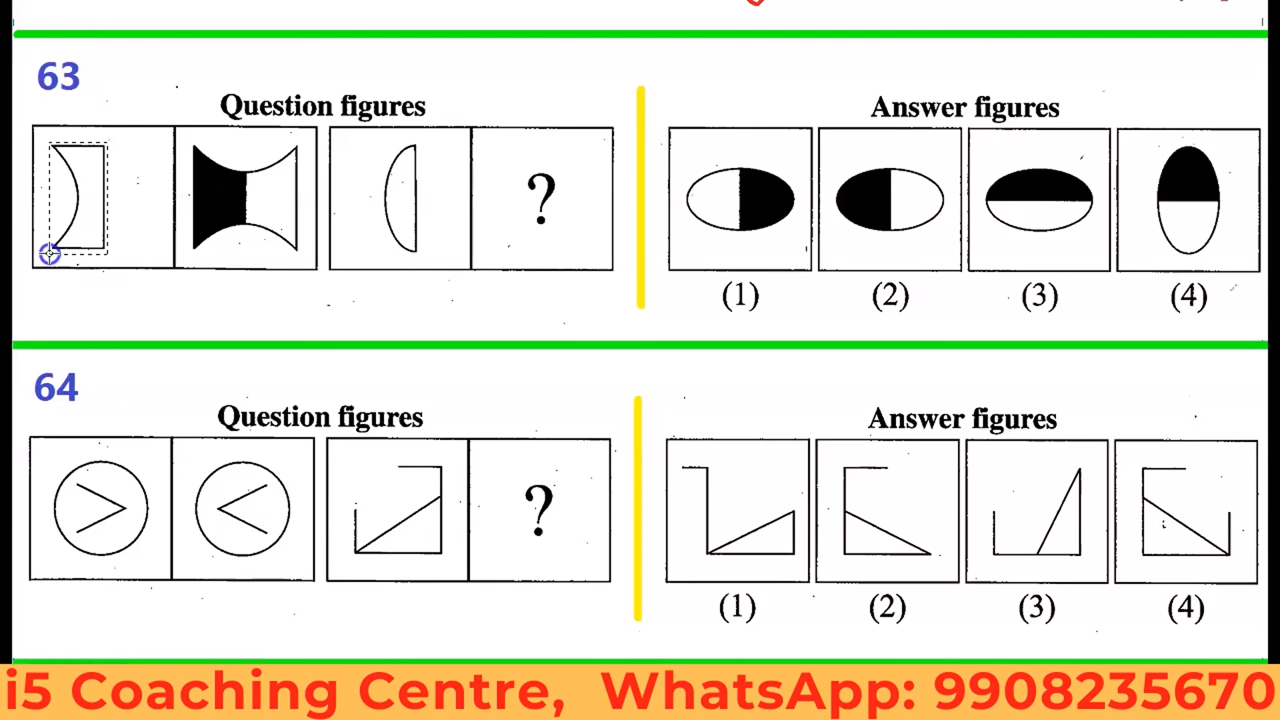 63
Question figures
Answer figures
?
(1) (2) (3) (4)
64
Question figures
Answer figures
?
(1) (2) (3) (4)
i5 Coaching Centre, WhatsApp: 9908235670